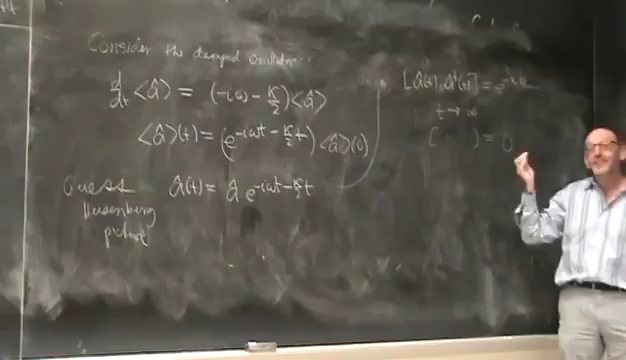 Consider the damped oscillator:
d/dt <â> = (-iω - κ/2)<â>
<â>(t) = (e^{-iωt - κ/2 t}) <â>(0)
Guess â(t) = â e^{-iωt - κ/2 t}
Heisenberg
picture
[â(t), â†(t)] = e^{-κt}
t → ∞
[ ] = 0